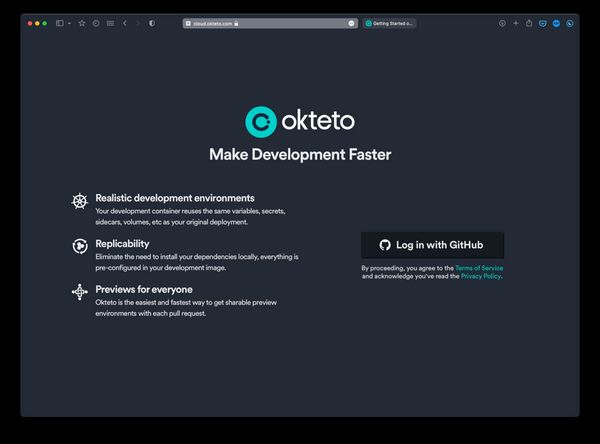 cloud.okteto.com
Getting Started o...
okteto
Make Development Faster
Realistic development environments
Your development container reuses the same variables, secrets,
sidecars, volumes, etc as your original deployment.
Replicability
Eliminate the need to install your dependencies locally, everything is
pre-configured in your development image.
Previews for everyone
Okteto is the easiest and fastest way to get sharable preview
environments with each pull request.
Log in with GitHub
By proceeding, you agree to the Terms of Service
and acknowledge you've read the Privacy Policy.